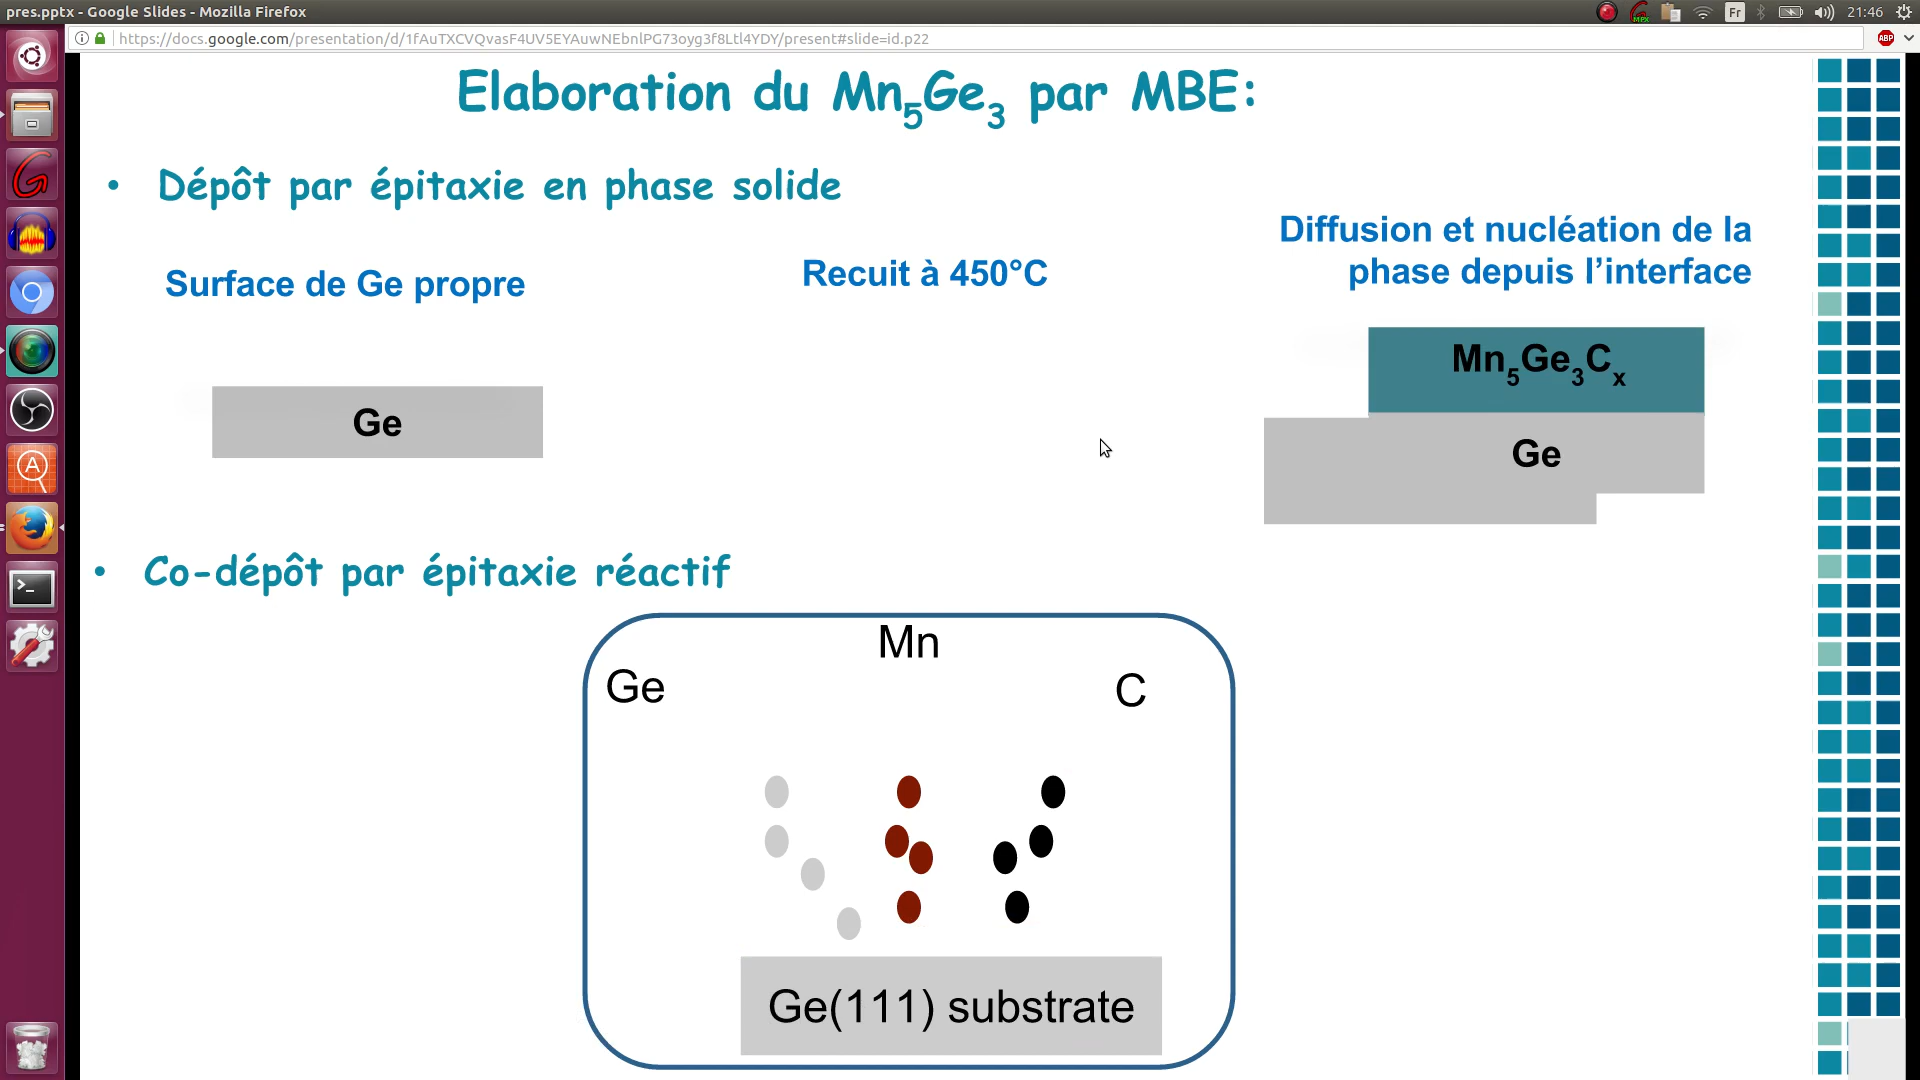 pres.pptx - Google Slides - Mozilla Firefox
Fr
21:46
https://docs.google.com/presentation/d/1fAuTXCVQvasF4UV5EYAuwNEbnlPG73oyg3f8Ltl4YDY/present#slide=id.p22
ABP
Elaboration du Mn5Ge3 par MBE:
• Dépôt par épitaxie en phase solide
Surface de Ge propre
Recuit à 450°C
Diffusion et nucléation de la
phase depuis l’interface
Mn5Ge3Cx
Ge
Ge
• Co-dépôt par épitaxie réactif
Mn
Ge
C
Ge(111) substrate